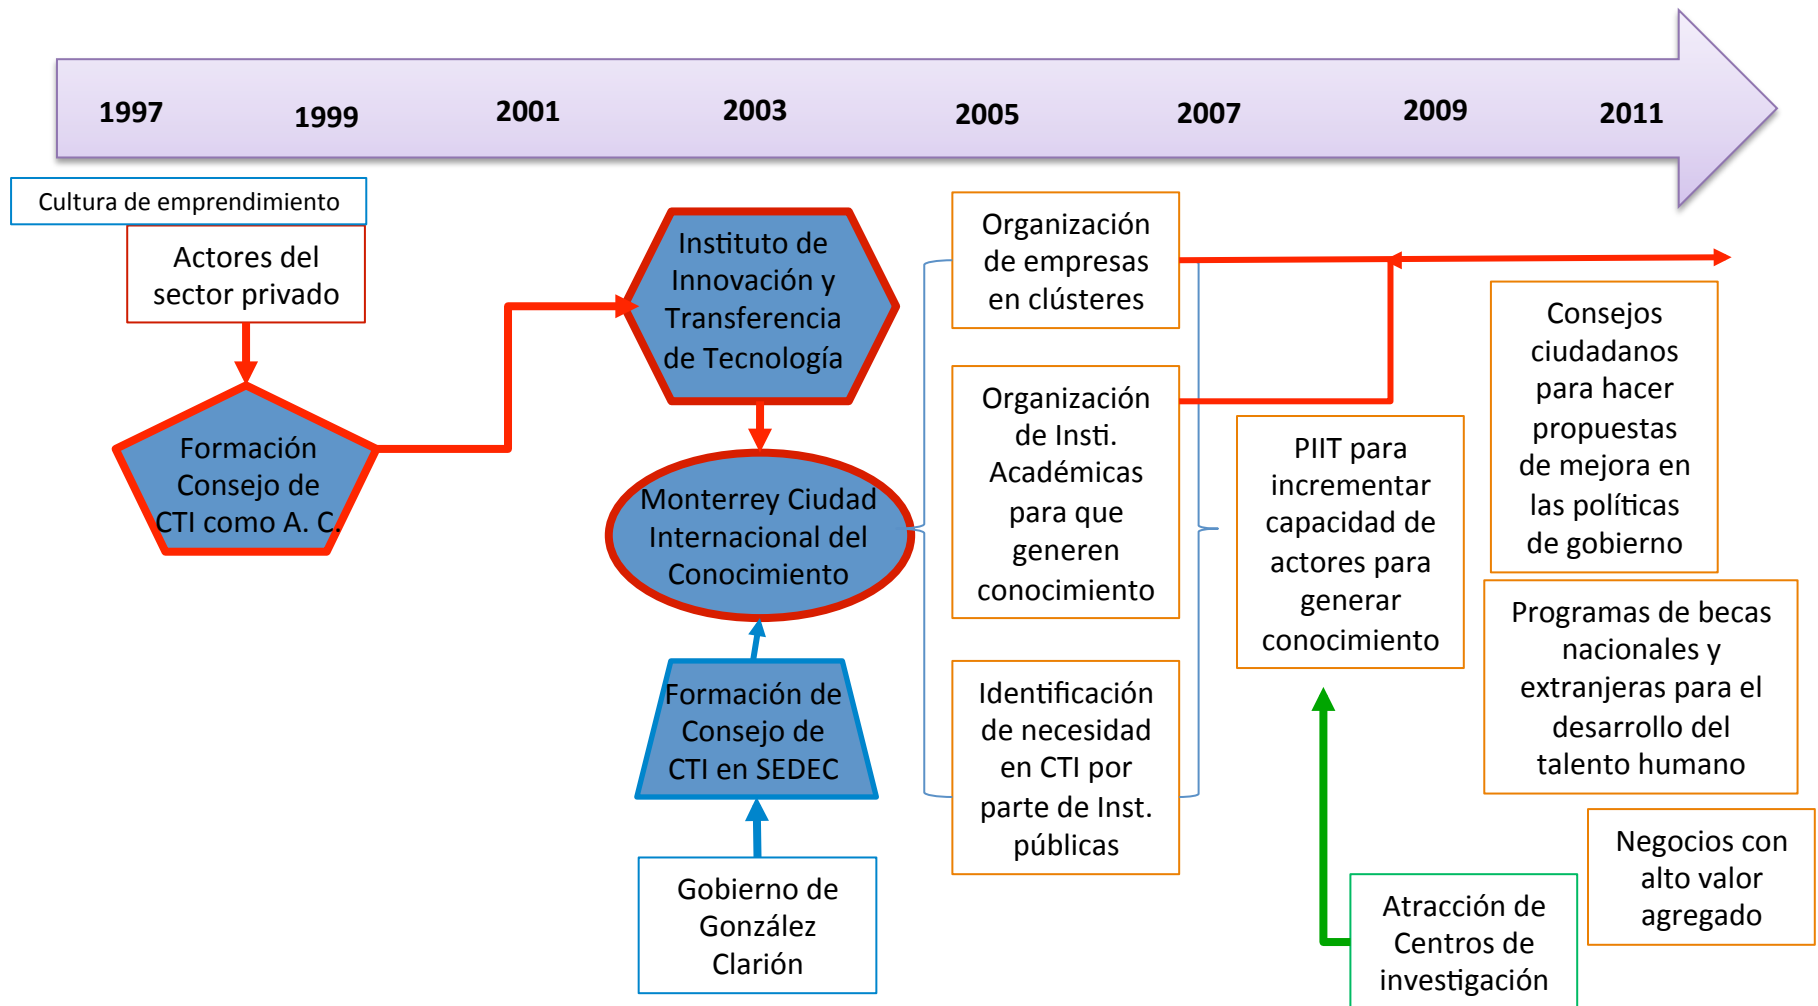 1997
1999
2001
2003
2005
2007
2009
2011
Cultura de emprendimiento
Actores del
sector privado
Formación
Consejo de
CTI como A. C.
Instituto de
Innovación y
Transferencia
de Tecnología
Monterrey Ciudad
Internacional del
Conocimiento
Formación de
Consejo de
CTI en SEDEC
Gobierno de
González
Clarión
Organización
de empresas
en clústeres
Organización
de Insti.
Académicas
para que
generen
conocimiento
Identificación
de necesidad
en CTI por
parte de Inst.
públicas
PIIT para
incrementar
capacidad de
actores para
generar
conocimiento
Atracción de
Centros de
investigación
Consejos
ciudadanos
para hacer
propuestas
de mejora en
las políticas
de gobierno
Programas de becas
nacionales y
extranjeras para el
desarrollo del
talento humano
Negocios con
alto valor
agregado